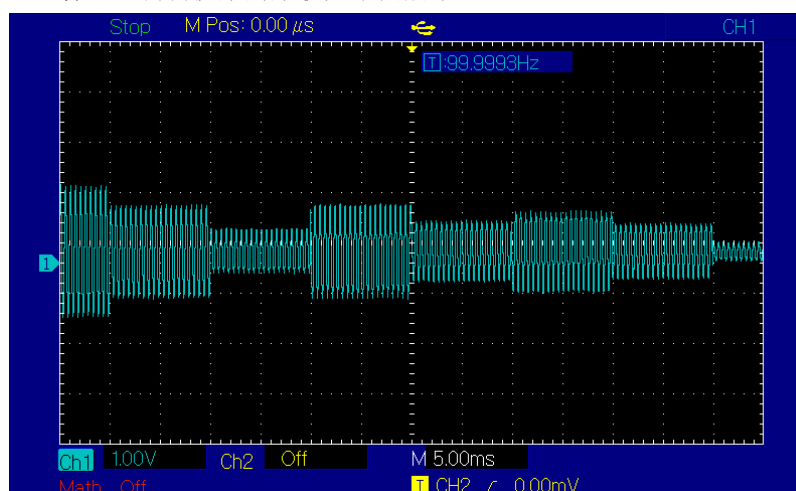 Stop M Pos: 0.00 µs CH1
T:99.9993Hz
1
Ch1 1.00V Ch2 Off M 5.00ms
Math Off T CH2 0.00mV